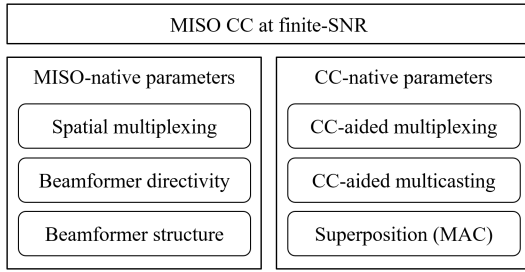 MISO CC at finite-SNR
MISO-native parameters
Spatial multiplexing
Beamformer directivity
Beamformer structure
CC-native parameters
CC-aided multiplexing
CC-aided multicasting
Superposition (MAC)